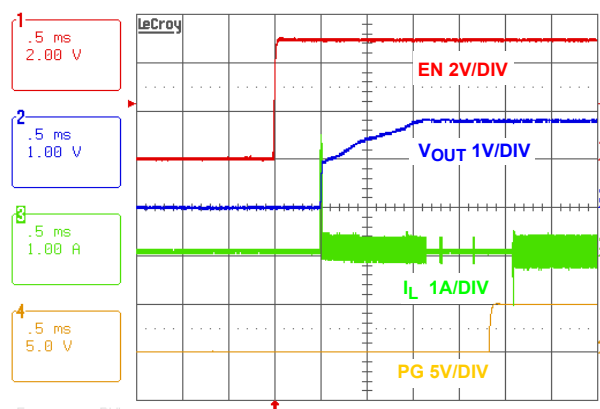 1
.5 ms
2.00 V
2
.5 ms
1.00 V
3
.5 ms
1.00 A
4
.5 ms
5.0 V
LeCroy
EN 2V/DIV
VOUT 1V/DIV
IL 1A/DIV
PG 5V/DIV